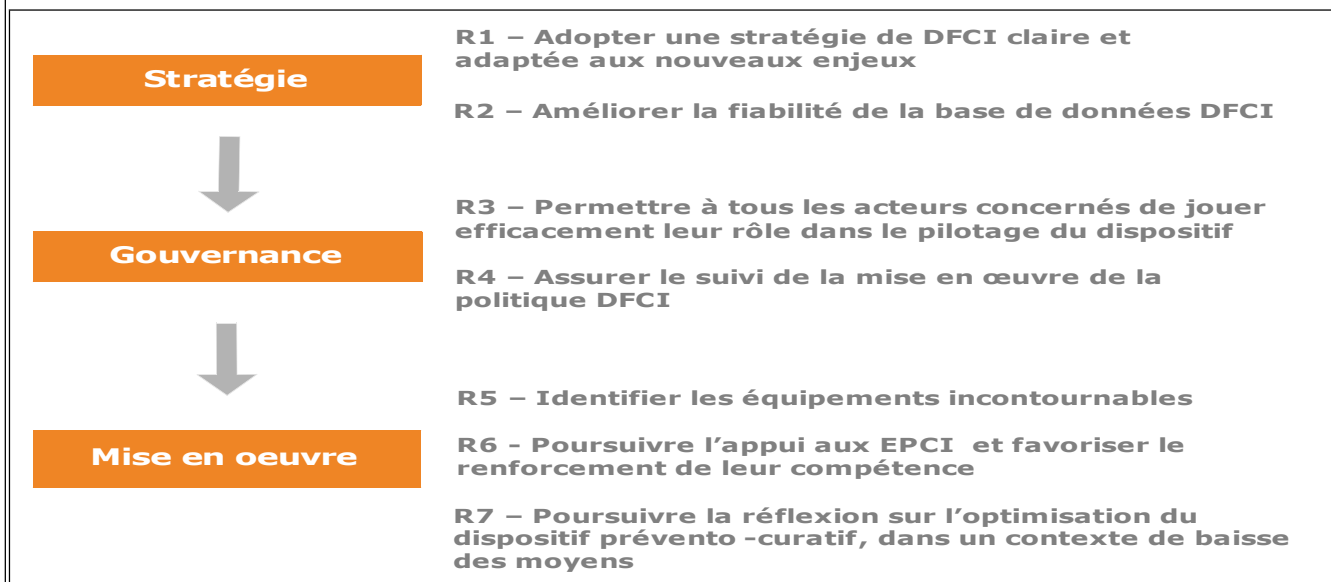 Stratégie
R1 – Adopter une stratégie de DFCI claire et
adaptée aux nouveaux enjeux
R2 – Améliorer la fiabilité de la base de données DFCI
Gouvernance
R3 – Permettre à tous les acteurs concernés de jouer
efficacement leur rôle dans le pilotage du dispositif
R4 – Assurer le suivi de la mise en œuvre de la
politique DFCI
Mise en oeuvre
R5 – Identifier les équipements incontournables
R6 - Poursuivre l’appui aux EPCI et favoriser le
renforcement de leur compétence
R7 – Poursuivre la réflexion sur l’optimisation du
dispositif prévento -curatif, dans un contexte de baisse
des moyens